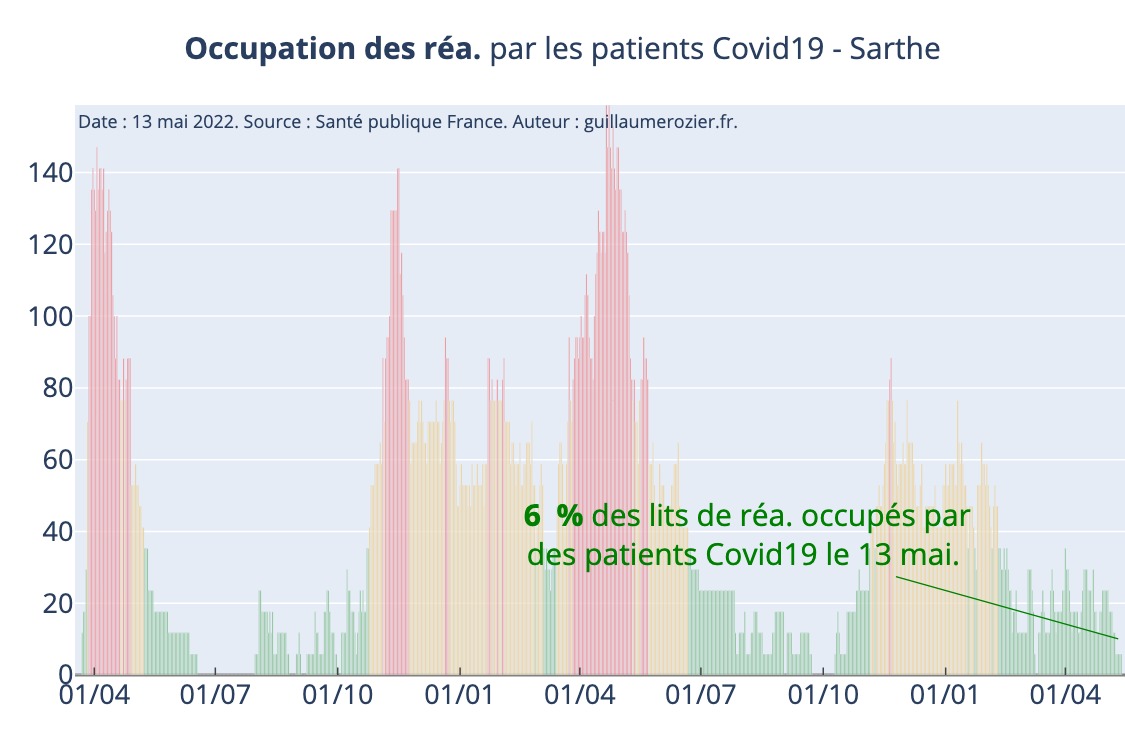 Occupation des réa. par les patients Covid19 - Sarthe
Date : 13 mai 2022. Source : Santé publique France. Auteur : guillaumerozier.fr.
140
120
100
80
60
40
20
0
6 % des lits de réa. occupés par
des patients Covid19 le 13 mai.
01/04 01/07 01/10 01/01 01/04 01/07 01/10 01/01 01/04